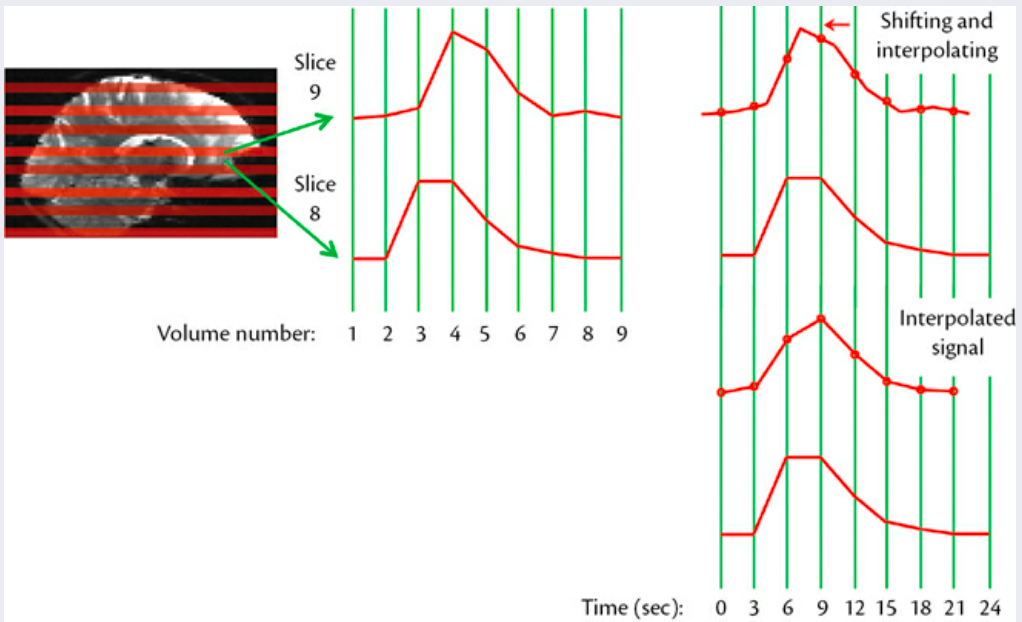 Slice
9
Slice
8
Volume number: 1 2 3 4 5 6 7 8 9
Shifting and
interpolating
Interpolated
signal
Time (sec): 0 3 6 9 12 15 18 21 24